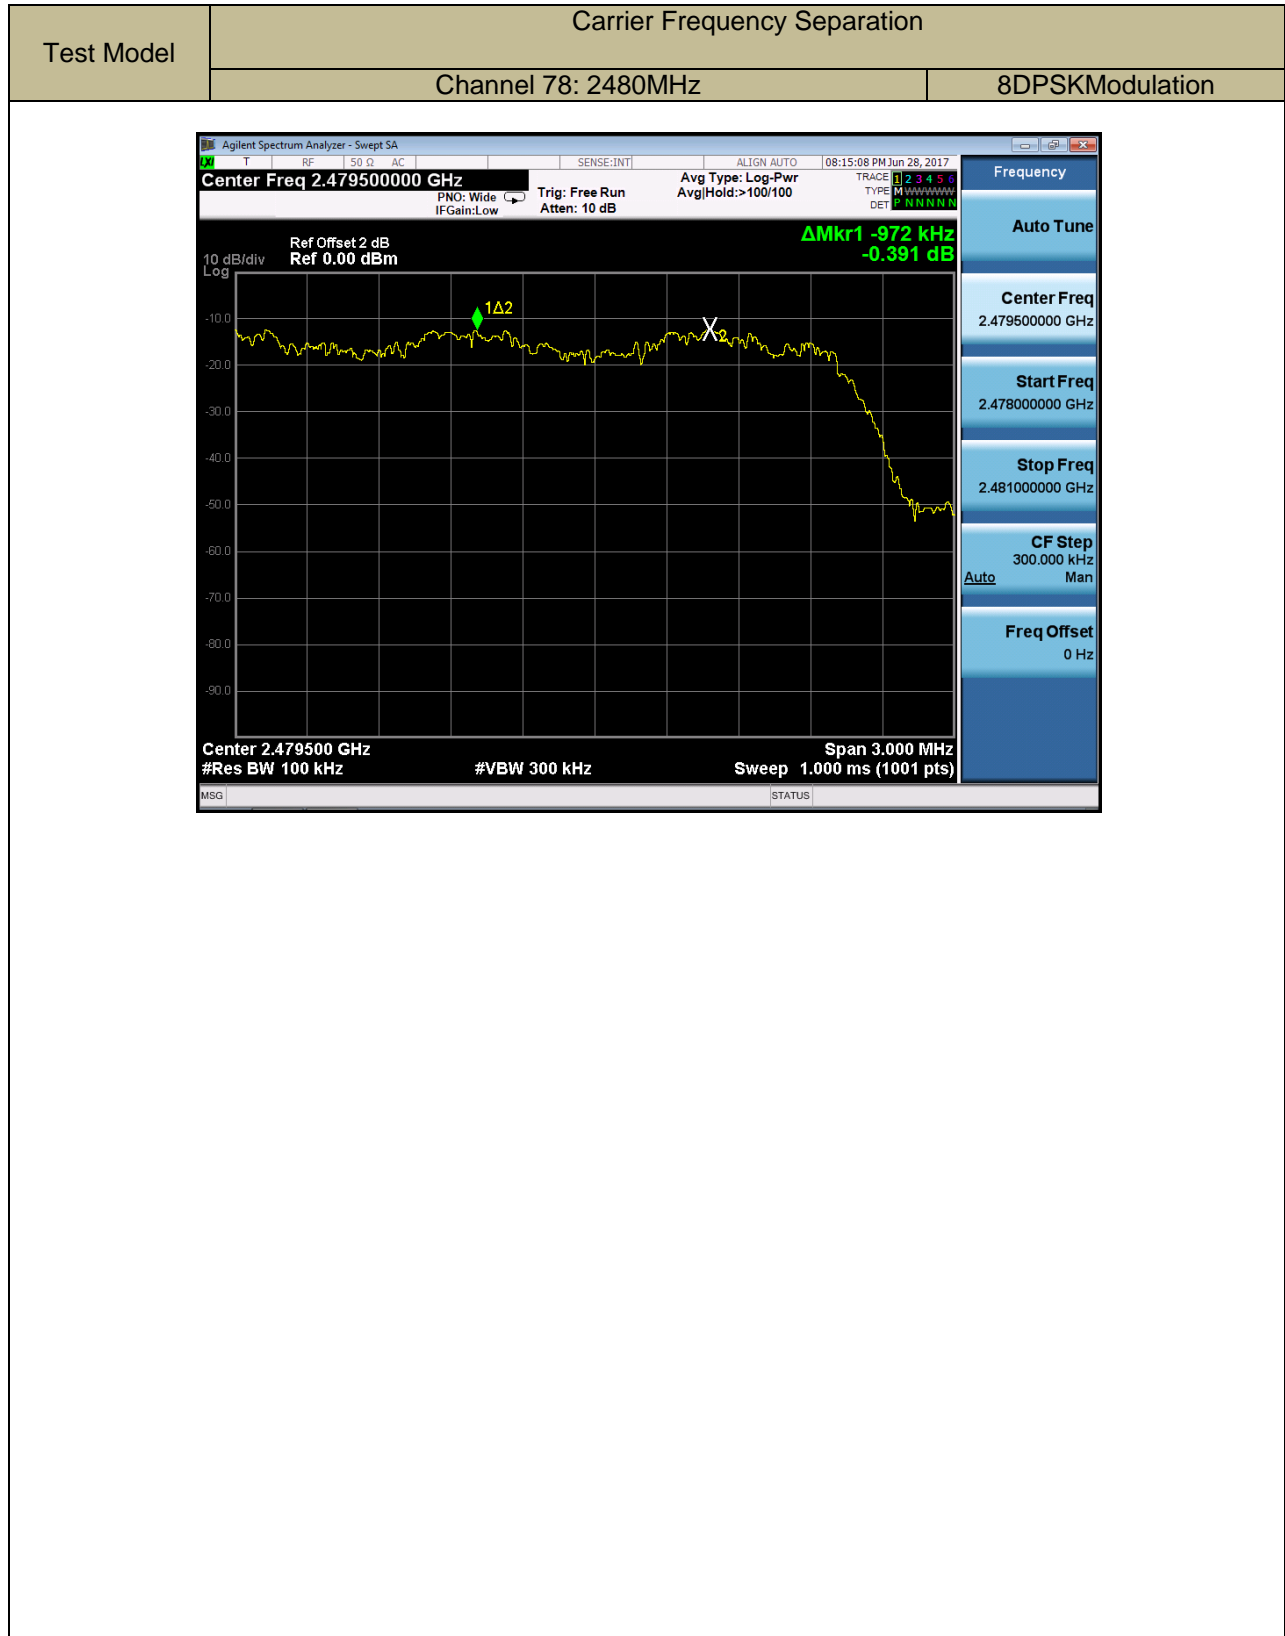 Test Model
Carrier Frequency Separation
Channel 78: 2480MHz
8DPSKModulation
Agilent Spectrum Analyzer - Swept SA
LXI T RF 50 Ω AC SENSE:INT ALIGN AUTO 08:15:08 PM Jun 28, 2017
Center Freq 2.479500000 GHz
PNO: Wide
IFGain:Low
Trig: Free Run
Atten: 10 dB
Avg Type: Log-Pwr
Avg|Hold:>100/100
TRACE 1 2 3 4 5 6
TYPE M WWWWW
DET P N N N N N
Ref Offset 2 dB
10 dB/div Ref 0.00 dBm
Log
ΔMkr1 -972 kHz
-0.391 dB
1Δ2
X2
-10.0
-20.0
-30.0
-40.0
-50.0
-60.0
-70.0
-80.0
-90.0
Center 2.479500 GHz Span 3.000 MHz
#Res BW 100 kHz #VBW 300 kHz Sweep 1.000 ms (1001 pts)
MSG STATUS
Frequency
Auto Tune
Center Freq
2.479500000 GHz
Start Freq
2.478000000 GHz
Stop Freq
2.481000000 GHz
CF Step
300.000 kHz
Auto Man
Freq Offset
0 Hz